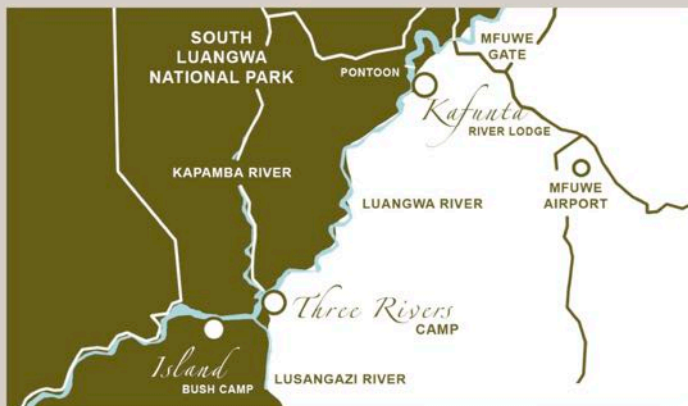 SOUTH
LUANGWA
NATIONAL PARK
MFUWE
GATE
PONTOON
Kafunta
RIVER LODGE
KAPAMBA RIVER
MFUWE
AIRPORT
LUANGWA RIVER
Three Rivers
CAMP
Island
BUSH CAMP
LUSANGAZI RIVER